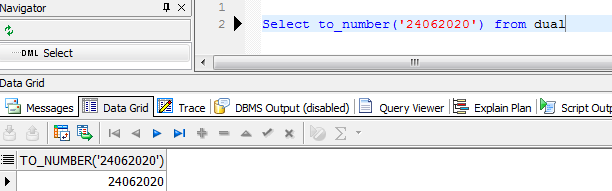 Navigator
1
2 Select to_number('24062020') from dual
DML Select
Data Grid
Messages Data Grid Trace DBMS Output (disabled) Query Viewer Explain Plan Script Outp
TO_NUMBER('24062020')
24062020